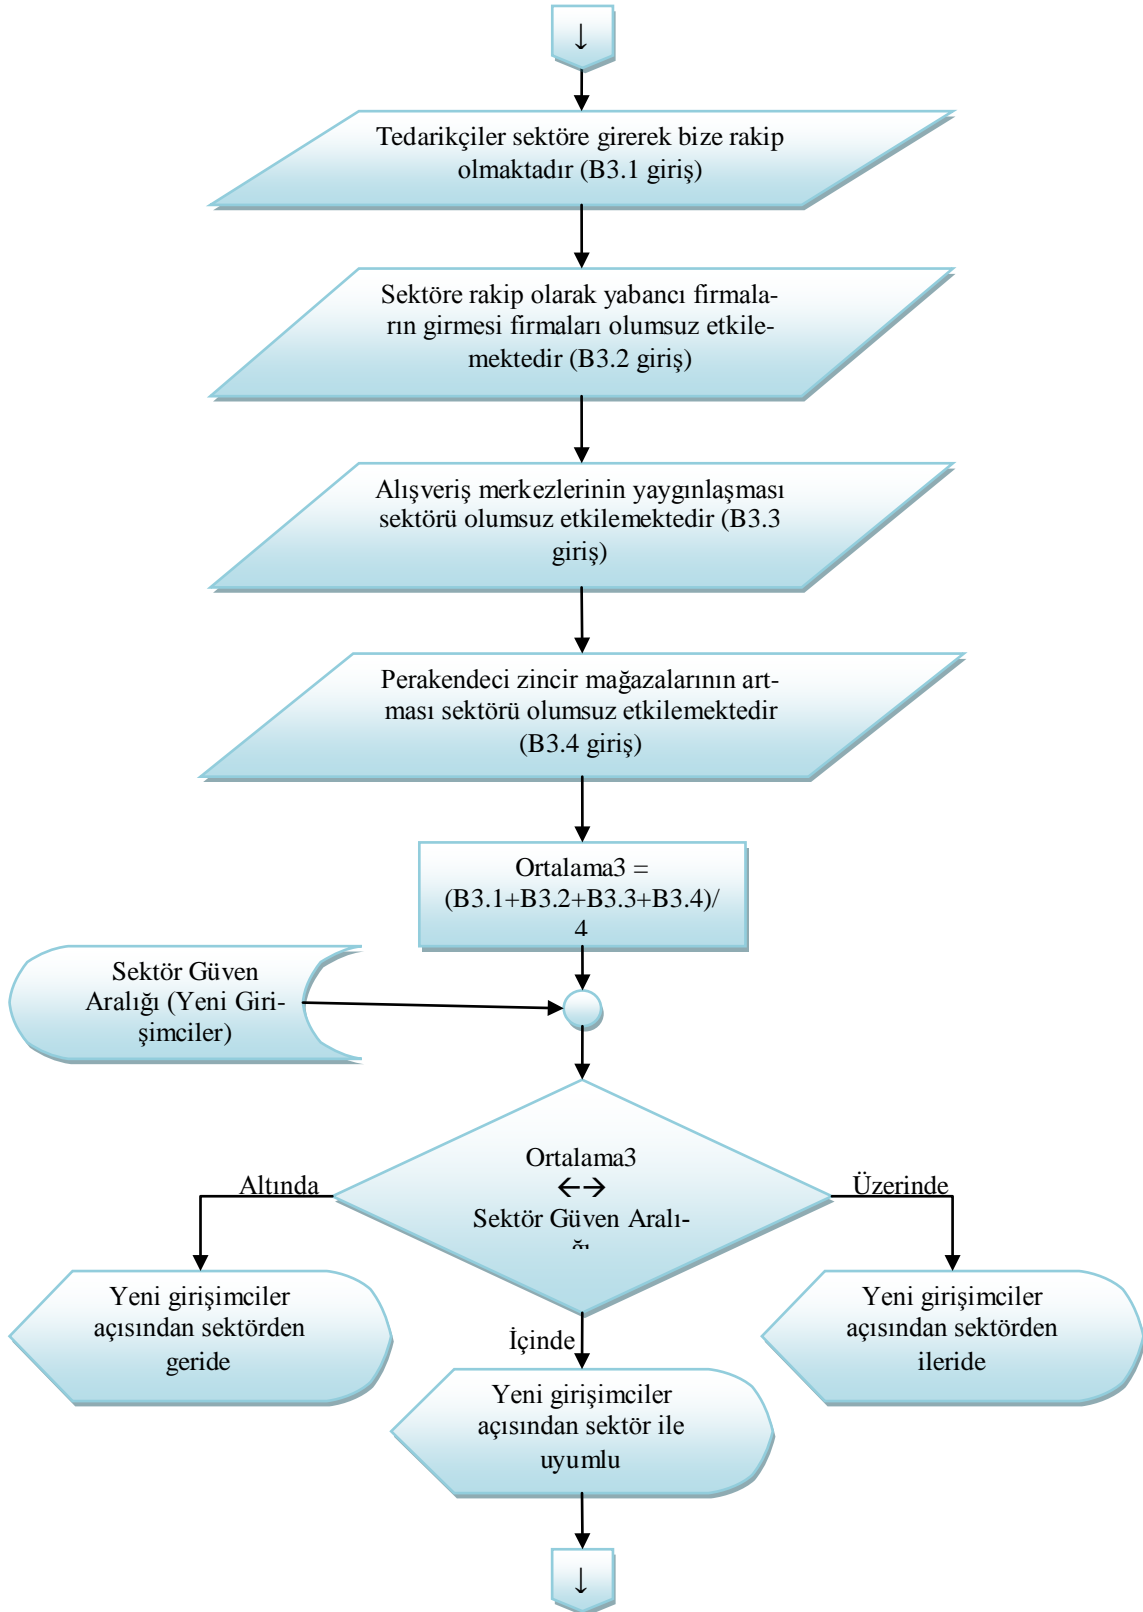 ↓
Tedarikçiler sektöre girerek bize rakip
olmaktadır (B3.1 giriş)
Sektöre rakip olarak yabancı firmala-
rın girmesi firmaları olumsuz etkile-
mektedir (B3.2 giriş)
Alışveriş merkezlerinin yaygınlaşması
sektörü olumsuz etkilemektedir (B3.3
giriş)
Perakendeci zincir mağazalarının art-
ması sektörü olumsuz etkilemektedir
(B3.4 giriş)
Ortalama3 =
(B3.1+B3.2+B3.3+B3.4)/
4
Sektör Güven
Aralığı (Yeni Giri-
şimciler)
Ortalama3
←→
Sektör Güven Aralı-
ğı
Altında
Üzerinde
İçinde
Yeni girişimciler
açısından sektörden
geride
Yeni girişimciler
açısından sektörden
ileride
Yeni girişimciler
açısından sektör ile
uyumlu
↓